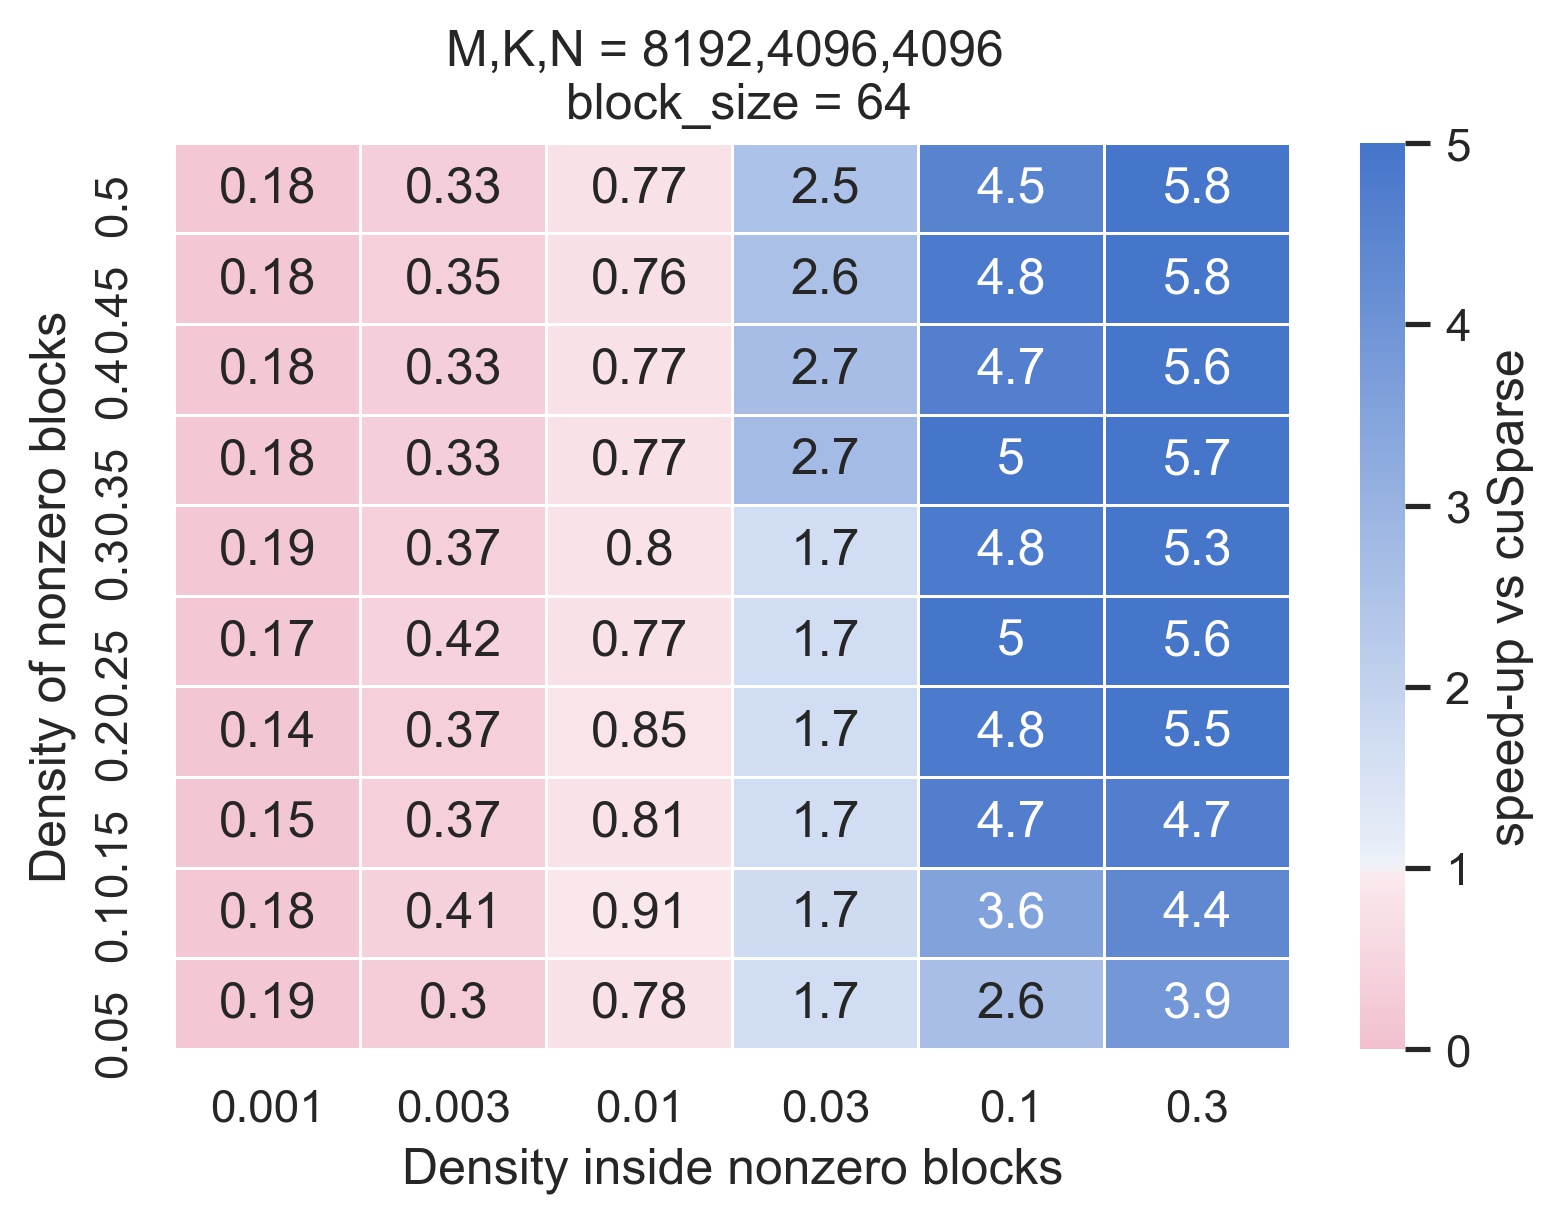 M,K,N = 8192,4096,4096
block_size = 64
Density of nonzero blocks
0.5 0.18 0.33 0.77 2.5 4.5 5.8
0.45 0.18 0.35 0.76 2.6 4.8 5.8
0.4 0.18 0.33 0.77 2.7 4.7 5.6
0.35 0.18 0.33 0.77 2.7 5 5.7
0.30 0.19 0.37 0.8 1.7 4.8 5.3
0.25 0.17 0.42 0.77 1.7 5 5.6
0.20 0.14 0.37 0.85 1.7 4.8 5.5
0.15 0.15 0.37 0.81 1.7 4.7 4.7
0.10 0.18 0.41 0.91 1.7 3.6 4.4
0.05 0.19 0.3 0.78 1.7 2.6 3.9
0.001 0.003 0.01 0.03 0.1 0.3
Density inside nonzero blocks
5
4
3
2
1
0
speed-up vs cuSparse